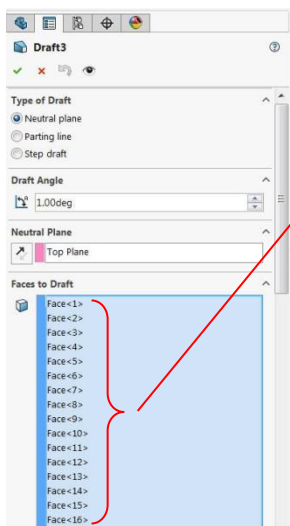 Draft3
Type of Draft
Neutral plane
Parting line
Step draft
Draft Angle
1.00deg
Neutral Plane
Top Plane
Faces to Draft
Face<1>
Face<2>
Face<3>
Face<4>
Face<5>
Face<6>
Face<7>
Face<8>
Face<9>
Face<10>
Face<11>
Face<12>
Face<13>
Face<14>
Face<15>
Face<16>